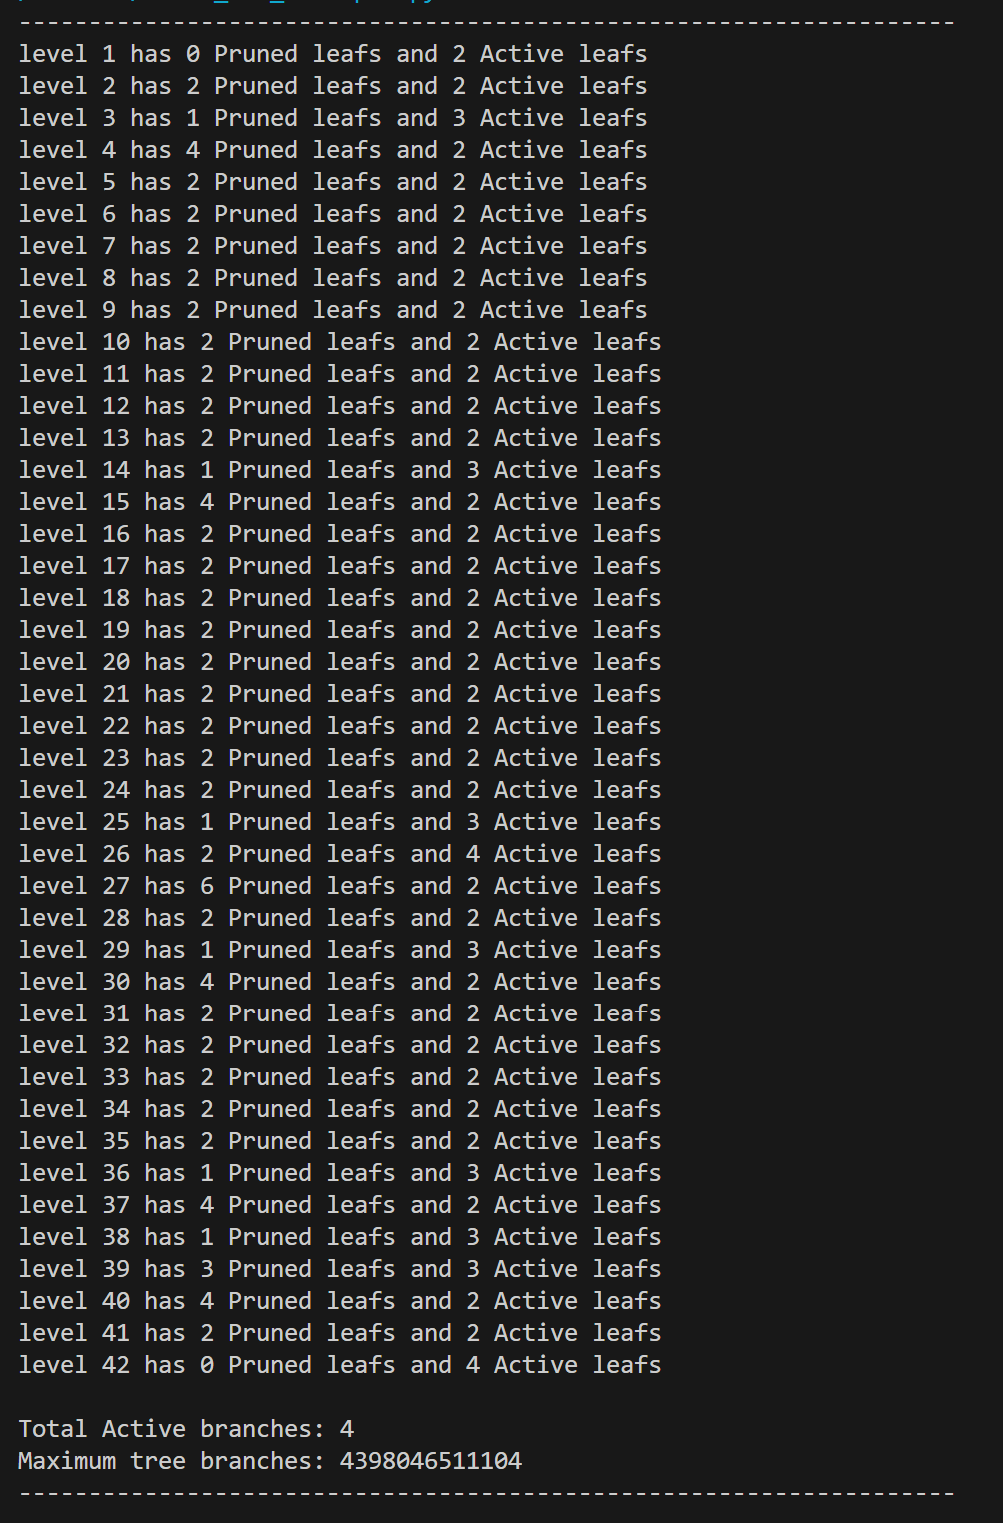 --------------------------------------------------------------------
level 1 has 0 Pruned leafs and 2 Active leafs
level 2 has 2 Pruned leafs and 2 Active leafs
level 3 has 1 Pruned leafs and 3 Active leafs
level 4 has 4 Pruned leafs and 2 Active leafs
level 5 has 2 Pruned leafs and 2 Active leafs
level 6 has 2 Pruned leafs and 2 Active leafs
level 7 has 2 Pruned leafs and 2 Active leafs
level 8 has 2 Pruned leafs and 2 Active leafs
level 9 has 2 Pruned leafs and 2 Active leafs
level 10 has 2 Pruned leafs and 2 Active leafs
level 11 has 2 Pruned leafs and 2 Active leafs
level 12 has 2 Pruned leafs and 2 Active leafs
level 13 has 2 Pruned leafs and 2 Active leafs
level 14 has 1 Pruned leafs and 3 Active leafs
level 15 has 4 Pruned leafs and 2 Active leafs
level 16 has 2 Pruned leafs and 2 Active leafs
level 17 has 2 Pruned leafs and 2 Active leafs
level 18 has 2 Pruned leafs and 2 Active leafs
level 19 has 2 Pruned leafs and 2 Active leafs
level 20 has 2 Pruned leafs and 2 Active leafs
level 21 has 2 Pruned leafs and 2 Active leafs
level 22 has 2 Pruned leafs and 2 Active leafs
level 23 has 2 Pruned leafs and 2 Active leafs
level 24 has 2 Pruned leafs and 2 Active leafs
level 25 has 1 Pruned leafs and 3 Active leafs
level 26 has 2 Pruned leafs and 4 Active leafs
level 27 has 6 Pruned leafs and 2 Active leafs
level 28 has 2 Pruned leafs and 2 Active leafs
level 29 has 1 Pruned leafs and 3 Active leafs
level 30 has 4 Pruned leafs and 2 Active leafs
level 31 has 2 Pruned leafs and 2 Active leafs
level 32 has 2 Pruned leafs and 2 Active leafs
level 33 has 2 Pruned leafs and 2 Active leafs
level 34 has 2 Pruned leafs and 2 Active leafs
level 35 has 2 Pruned leafs and 2 Active leafs
level 36 has 1 Pruned leafs and 3 Active leafs
level 37 has 4 Pruned leafs and 2 Active leafs
level 38 has 1 Pruned leafs and 3 Active leafs
level 39 has 3 Pruned leafs and 3 Active leafs
level 40 has 4 Pruned leafs and 2 Active leafs
level 41 has 2 Pruned leafs and 2 Active leafs
level 42 has 0 Pruned leafs and 4 Active leafs
Total Active branches: 4
Maximum tree branches: 4398046511104
--------------------------------------------------------------------